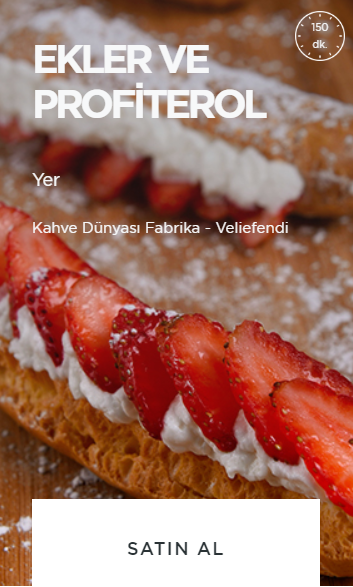 150
dk.
EKLER VE
PROFİTEROL
Yer
Kahve Dünyası Fabrika - Veliefendi
SATIN AL